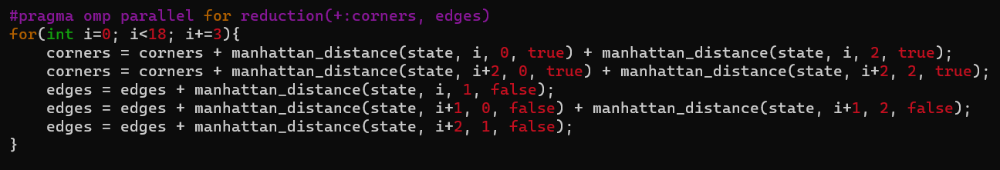 #pragma omp parallel for reduction(+:corners, edges)
for(int i=0; i<18; i+=3){
    corners = corners + manhattan_distance(state, i, 0, true) + manhattan_distance(state, i, 2, true);
    corners = corners + manhattan_distance(state, i+2, 0, true) + manhattan_distance(state, i+2, 2, true);
    edges = edges + manhattan_distance(state, i, 1, false);
    edges = edges + manhattan_distance(state, i+1, 0, false) + manhattan_distance(state, i+1, 2, false);
    edges = edges + manhattan_distance(state, i+2, 1, false);
}